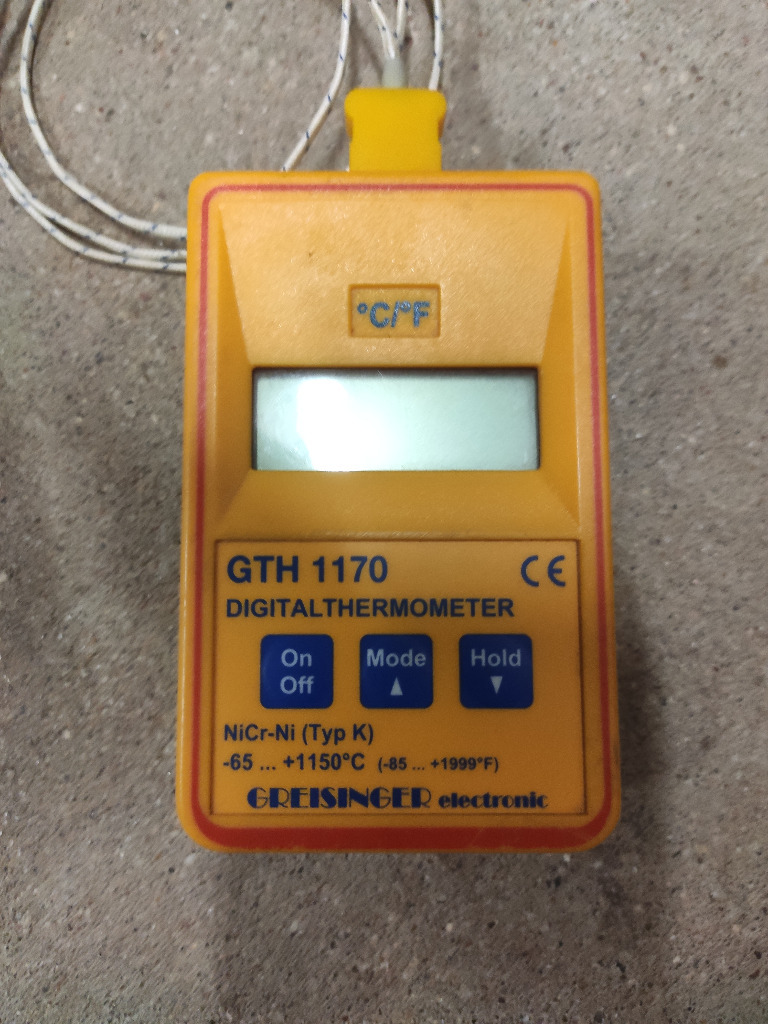 °C/°F
GTH 1170 CE
DIGITALTHERMOMETER
On Off
Mode ▲
Hold ▼
NiCr-Ni (Typ K)
-65 ... +1150°C (-85 ... +1999°F)
GREISINGER electronic